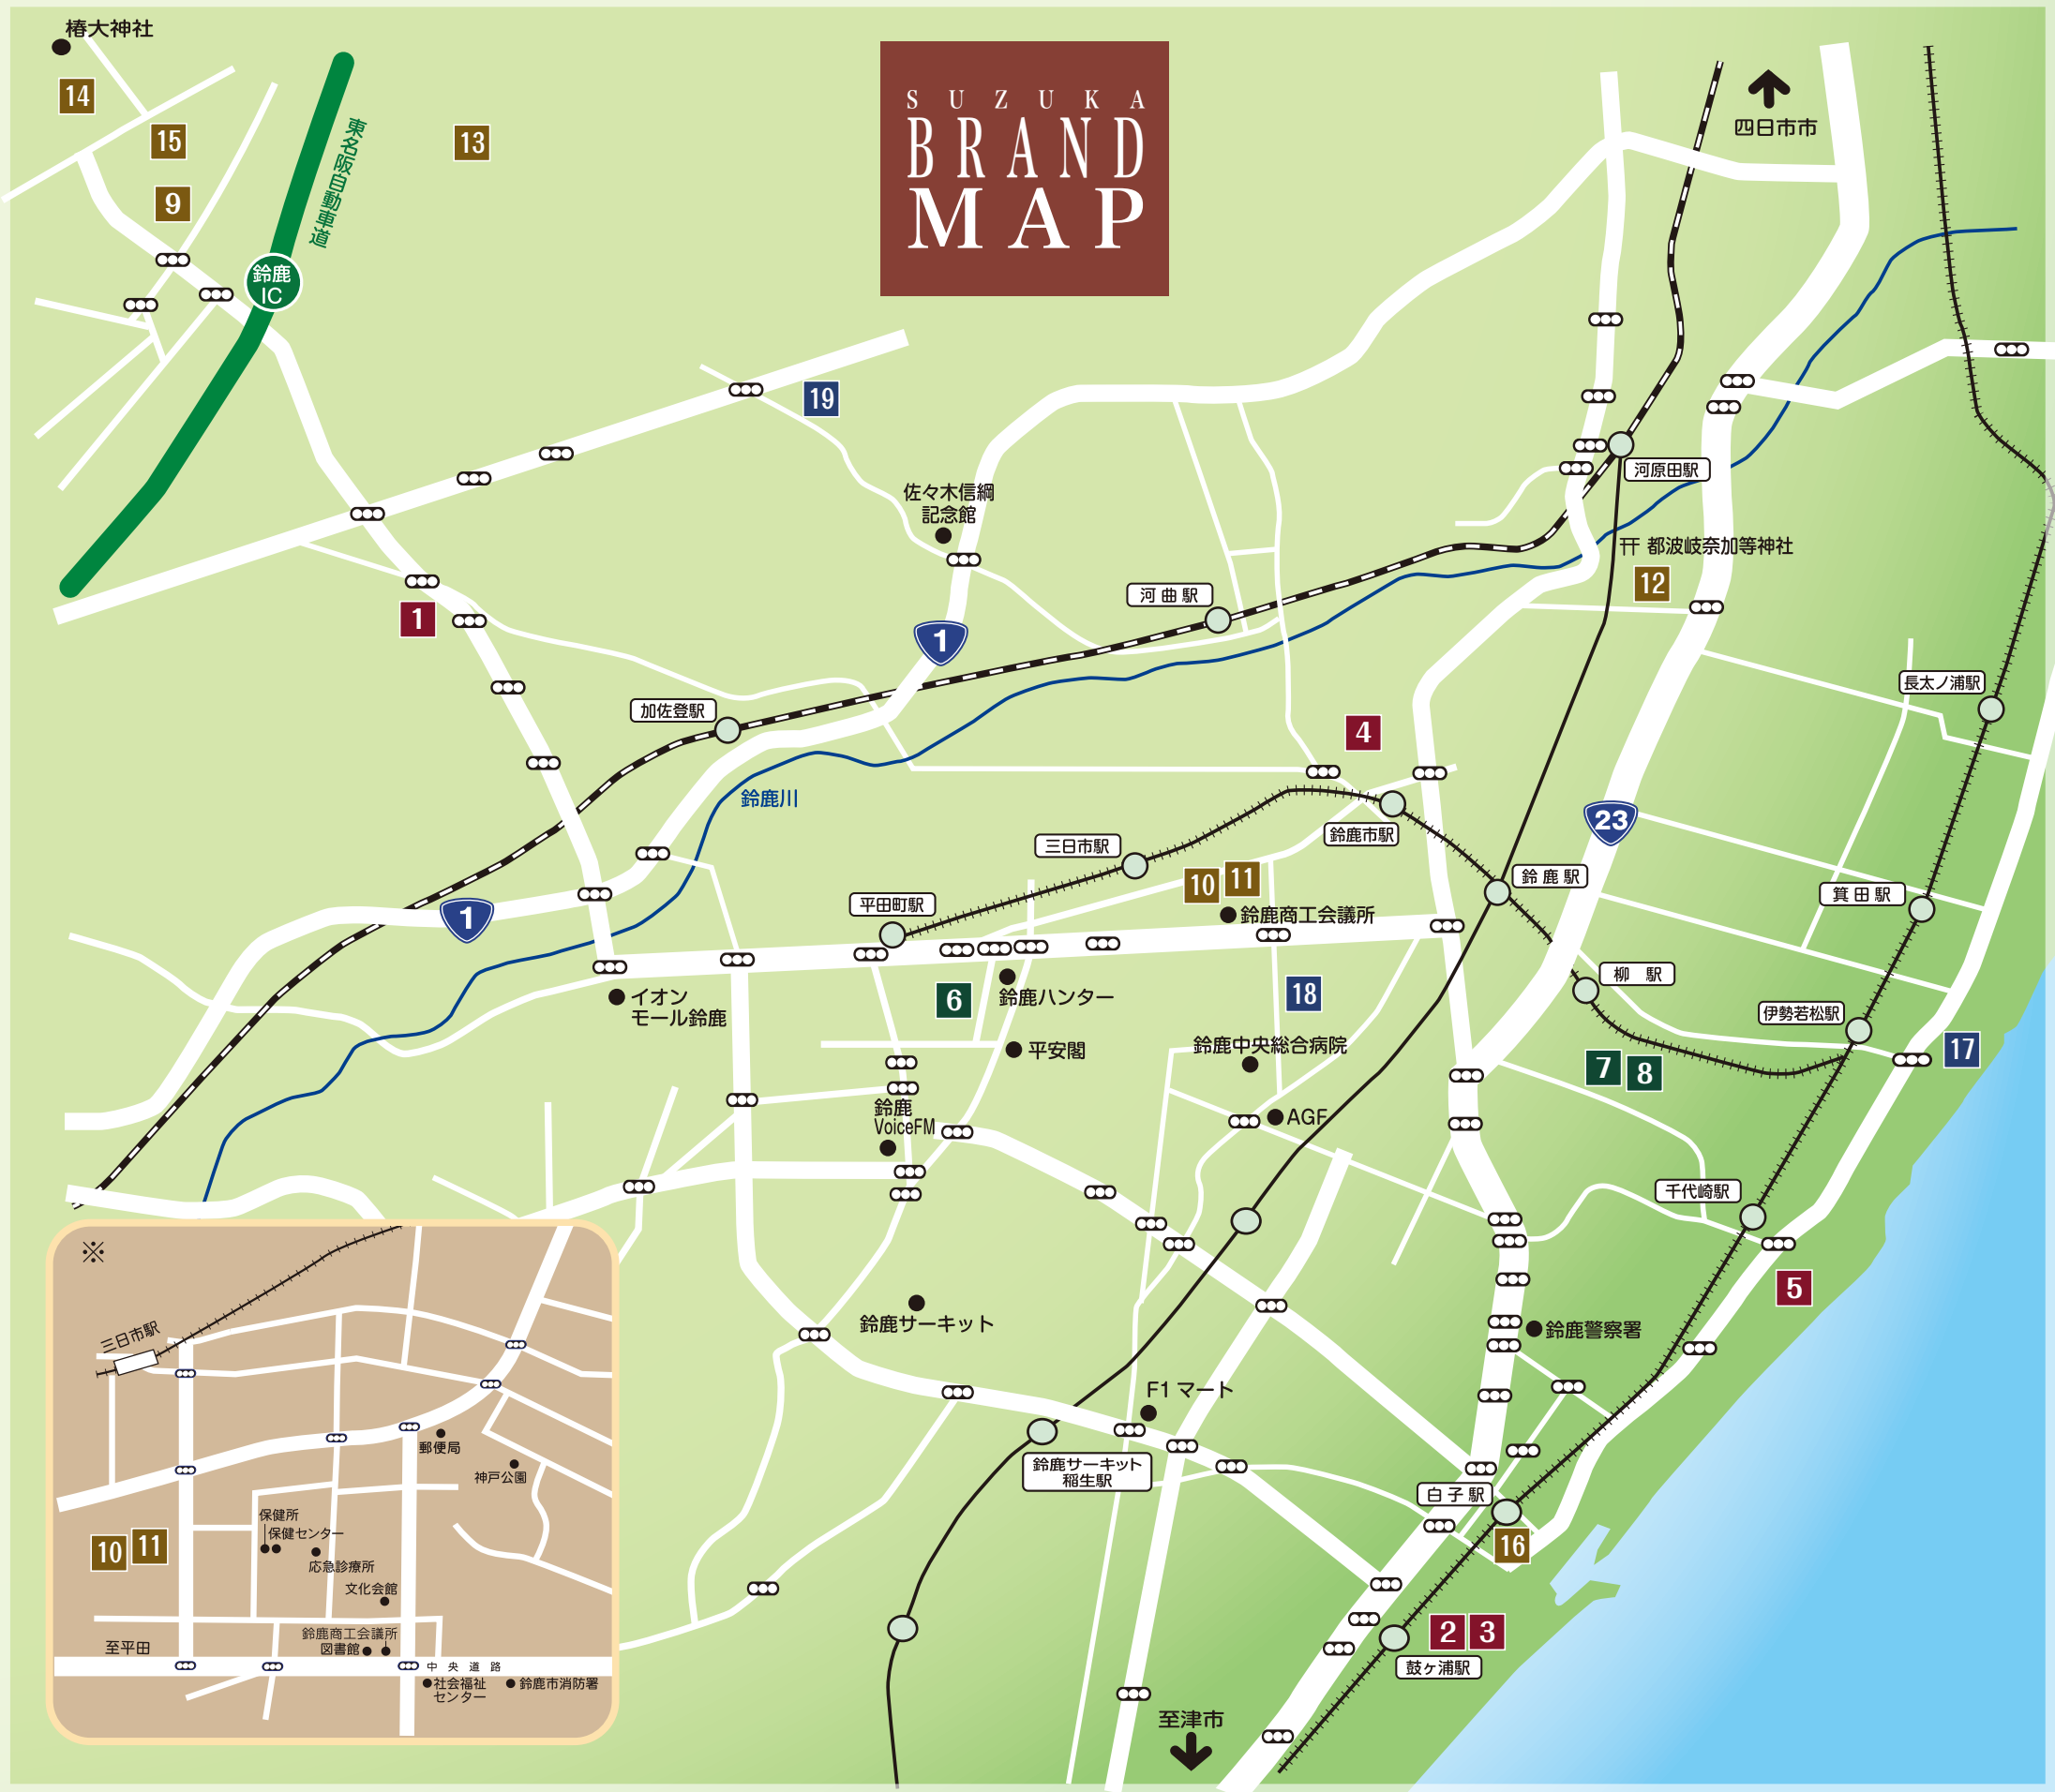 椿大神社
14
15
9
13
東名阪自動車道
鈴鹿
IC
SUZUKA
BRAND
MAP
四日市市
19
佐々木信綱
記念館
河原田駅
都波岐奈加等神社
12
1
河曲駅
1
加佐登駅
長太ノ浦駅
4
鈴鹿川
23
三日市駅
鈴鹿市駅
鈴鹿駅
10
11
平田町駅
鈴鹿商工会議所
箕田駅
1
柳 駅
イオン
モール鈴鹿
6
鈴鹿ハンター
18
伊勢若松駅
平安閣
鈴鹿中央総合病院
7
8
17
鈴鹿
VoiceFM
AGF
千代崎駅
5
鈴鹿サーキット
鈴鹿警察署
F1 マート
鈴鹿サーキット
稲生駅
白子駅
16
2
3
鼓ヶ浦駅
至津市
※
三日市駅
郵便局
神戸公園
保健所
保健センター
10
11
応急診療所
文化会館
鈴鹿商工会議所
図書館
至平田
中央道路
社会福祉
センター
鈴鹿市消防署